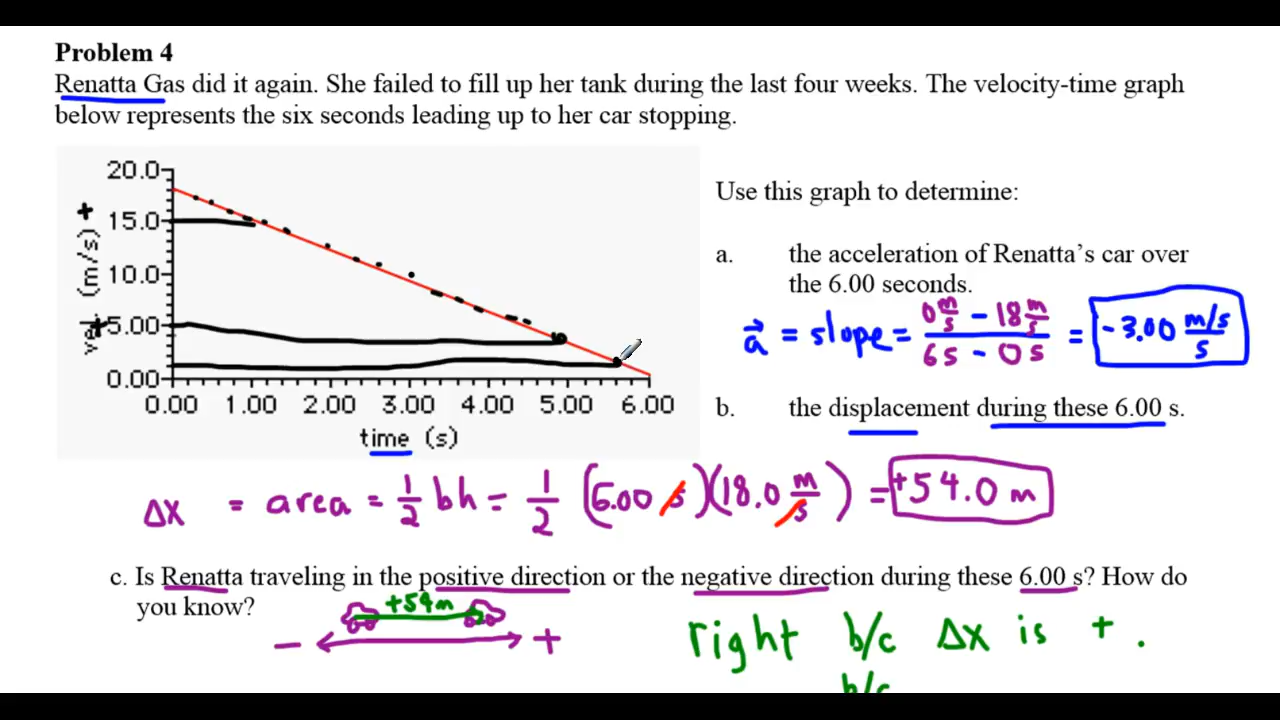 Problem 4
Renatta Gas did it again. She failed to fill up her tank during the last four weeks. The velocity-time graph
below represents the six seconds leading up to her car stopping.
20.0
15.0
10.0
5.00
0.00
+
+
vel. (m/s)
0.00 1.00 2.00 3.00 4.00 5.00 6.00
time (s)
Use this graph to determine:
a. the acceleration of Renatta’s car over
the 6.00 seconds.
a⃗ = slope = (0 m/s − 18 m/s) / (6s − 0s) = -3.00 m/s / s
b. the displacement during these 6.00 s.
Δx = area = 1/2 bh = 1/2 (6.00 s)(18.0 m/s) = +54.0 m
c. Is Renatta traveling in the positive direction or the negative direction during these 6.00 s? How do
you know?
+54m
− +
right b/c Δx is + .
b/c